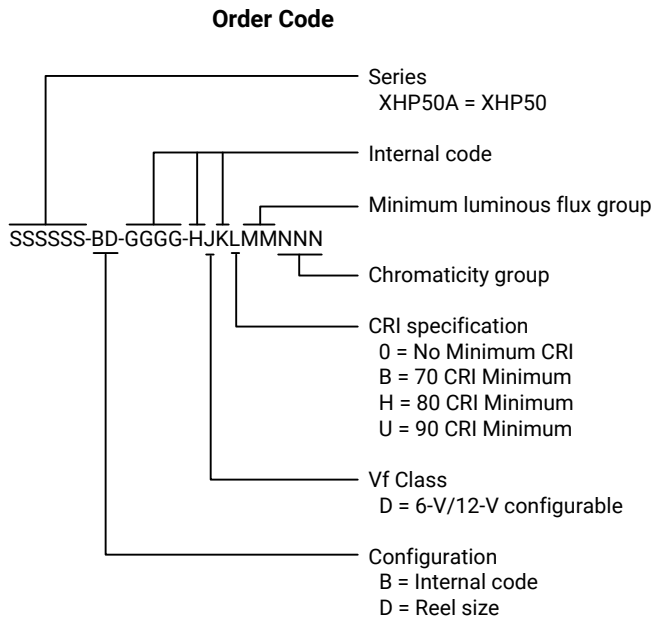 Order Code
Series
XHP50A = XHP50
Internal code
Minimum luminous flux group
SSSSSS-BD-GGGG-HJKLMMNNN
Chromaticity group
CRI specification
0 = No Minimum CRI
B = 70 CRI Minimum
H = 80 CRI Minimum
U = 90 CRI Minimum
Vf Class
D = 6-V/12-V configurable
Configuration
B = Internal code
D = Reel size